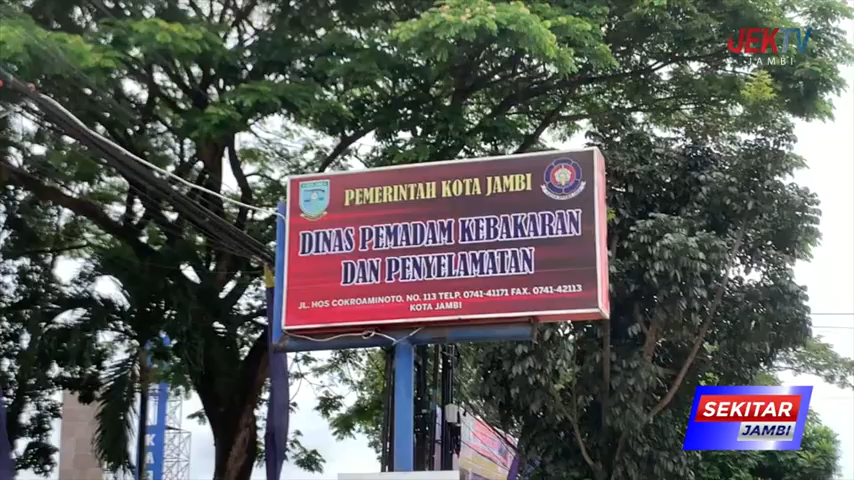 JEKTV
JAMBI
PEMERINTAH KOTA JAMBI
DINAS PEMADAM KEBAKARAN
DAN PENYELAMATAN
JL. HOS COKROAMINOTO, NO. 113 TELP. 0741-41171 FAX. 0741-42113
KOTA JAMBI
SEKITAR
JAMBI